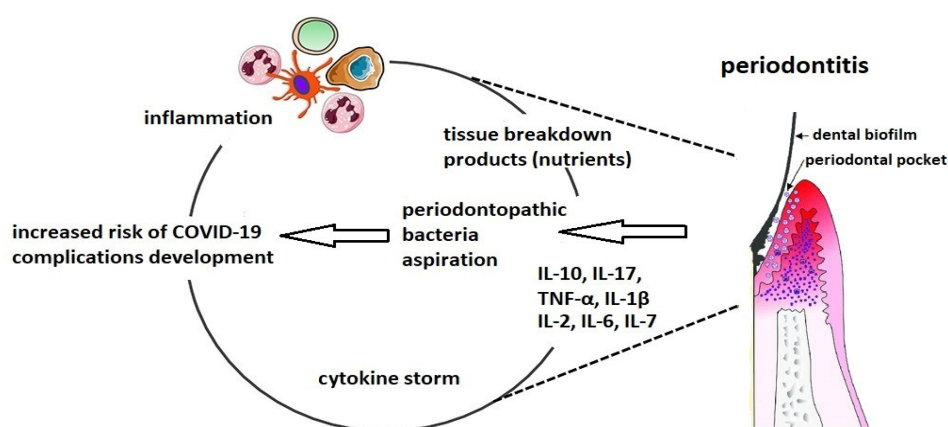 periodontitis
inflammation
tissue breakdown
products (nutrients)
dental biofilm
periodontal pocket
periodontopathic
bacteria
aspiration
increased risk of COVID-19
complications development
IL-10, IL-17,
TNF-α, IL-1β
IL-2, IL-6, IL-7
cytokine storm